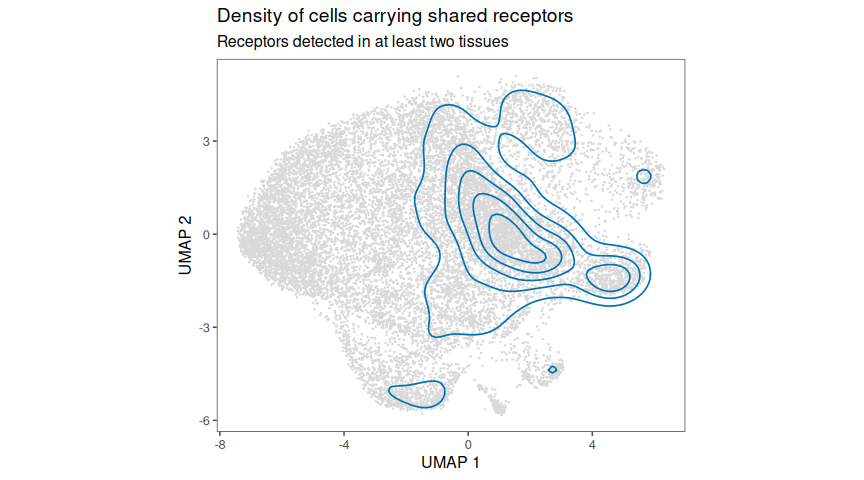 Density of cells carrying shared receptors
Receptors detected in at least two tissues
3
0
-3
-6
UMAP 2
-8
-4
0
4
UMAP 1